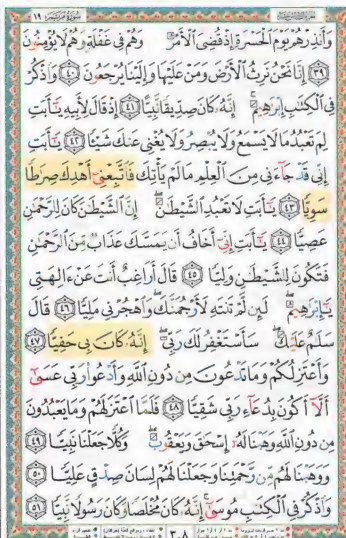 سورة مريم ١٩
وَأَنذِرْهُمْ يَوْمَ الْحَسْرَةِ إِذْ قُضِيَ الْأَمْرُ وَهُمْ فِي غَفْلَةٍ وَهُمْ لَا يُؤْمِنُونَ
٣٩ إِنَّا نَحْنُ نَرِثُ الْأَرْضَ وَمَنْ عَلَيْهَا وَإِلَيْنَا يُرْجَعُونَ ٤٠ وَاذْكُرْ
فِي الْكِتَابِ إِبْرَاهِيمَ إِنَّهُ كَانَ صِدِّيقًا نَّبِيًّا ٤١ إِذْ قَالَ لِأَبِيهِ يَا أَبَتِ
لِمَ تَعْبُدُ مَا لَا يَسْمَعُ وَلَا يُبْصِرُ وَلَا يُغْنِي عَنكَ شَيْئًا ٤٢ يَا أَبَتِ
إِنِّي قَدْ جَاءَنِي مِنَ الْعِلْمِ مَا لَمْ يَأْتِكَ فَاتَّبِعْنِي أَهْدِكَ صِرَاطًا
سَوِيًّا ٤٣ يَا أَبَتِ لَا تَعْبُدِ الشَّيْطَانَ إِنَّ الشَّيْطَانَ كَانَ لِلرَّحْمَٰنِ
عَصِيًّا ٤٤ يَا أَبَتِ إِنِّي أَخَافُ أَن يَمَسَّكَ عَذَابٌ مِّنَ الرَّحْمَٰنِ
فَتَكُونَ لِلشَّيْطَانِ وَلِيًّا ٤٥ قَالَ أَرَاغِبٌ أَنتَ عَنْ آلِهَتِي
يَا إِبْرَاهِيمُ لَئِن لَّمْ تَنتَهِ لَأَرْجُمَنَّكَ وَاهْجُرْنِي مَلِيًّا ٤٦ قَالَ
سَلَامٌ عَلَيْكَ سَأَسْتَغْفِرُ لَكَ رَبِّي إِنَّهُ كَانَ بِي حَفِيًّا ٤٧
وَأَعْتَزِلُكُمْ وَمَا تَدْعُونَ مِن دُونِ اللَّهِ وَأَدْعُو رَبِّي عَسَىٰ
أَلَّا أَكُونَ بِدُعَاءِ رَبِّي شَقِيًّا ٤٨ فَلَمَّا اعْتَزَلَهُمْ وَمَا يَعْبُدُونَ
مِن دُونِ اللَّهِ وَهَبْنَا لَهُ إِسْحَاقَ وَيَعْقُوبَ وَكُلًّا جَعَلْنَا نَبِيًّا ٤٩
وَوَهَبْنَا لَهُم مِّن رَّحْمَتِنَا وَجَعَلْنَا لَهُمْ لِسَانَ صِدْقٍ عَلِيًّا ٥٠
وَاذْكُرْ فِي الْكِتَابِ مُوسَىٰ إِنَّهُ كَانَ مُخْلَصًا وَكَانَ رَسُولًا نَّبِيًّا ٥١
٣٠٨